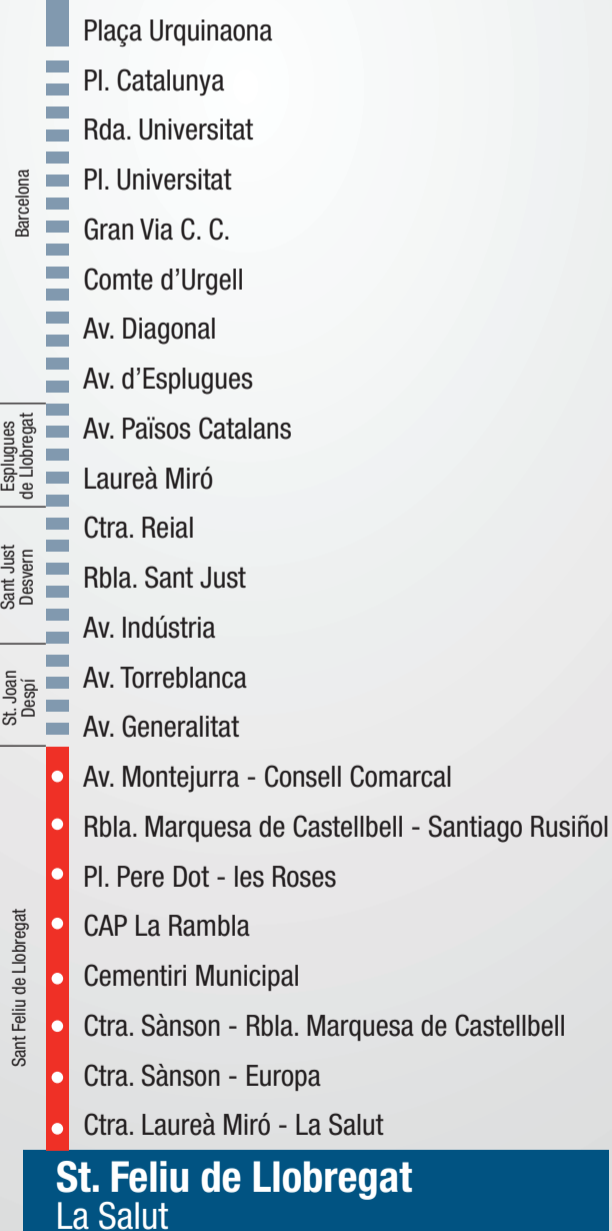 Plaça Urquinaona
Pl. Catalunya
Rda. Universitat
Pl. Universitat
Gran Via C. C.
Comte d'Urgell
Av. Diagonal
Av. d'Esplugues
Av. Països Catalans
Laureà Miró
Ctra. Reial
Rbla. Sant Just
Av. Indústria
Av. Torreblanca
Av. Generalitat
Av. Montejurra - Consell Comarcal
Rbla. Marquesa de Castellbell - Santiago Rusiñol
Pl. Pere Dot - les Roses
CAP La Rambla
Cementiri Municipal
Ctra. Sànson - Rbla. Marquesa de Castellbell
Ctra. Sànson - Europa
Ctra. Laureà Miró - La Salut
St. Feliu de Llobregat
La Salut
Barcelona
Esplugues
de Llobregat
Sant Just
Desvern
St. Joan
Despí
Sant Feliu de Llobregat